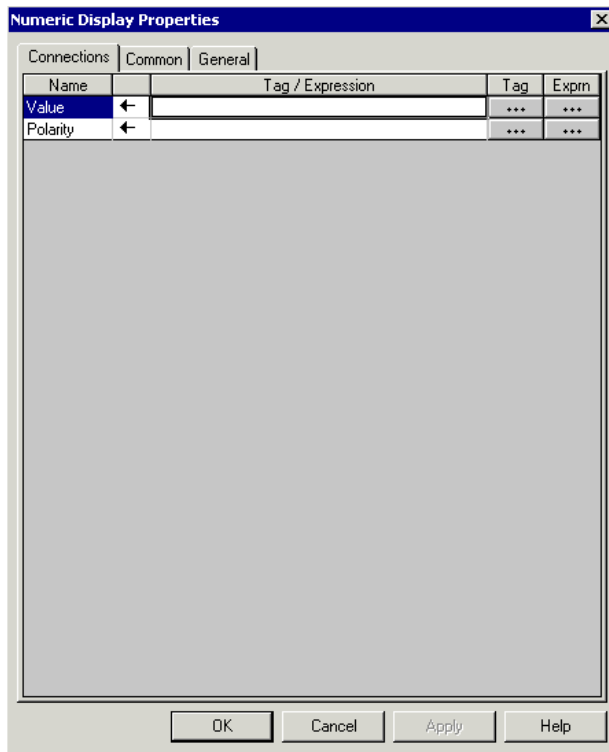 Numeric Display Properties
Connections Common General
Name Tag / Expression Tag Exprn
Value ← ... ...
Polarity ← ... ...
OK Cancel Apply Help